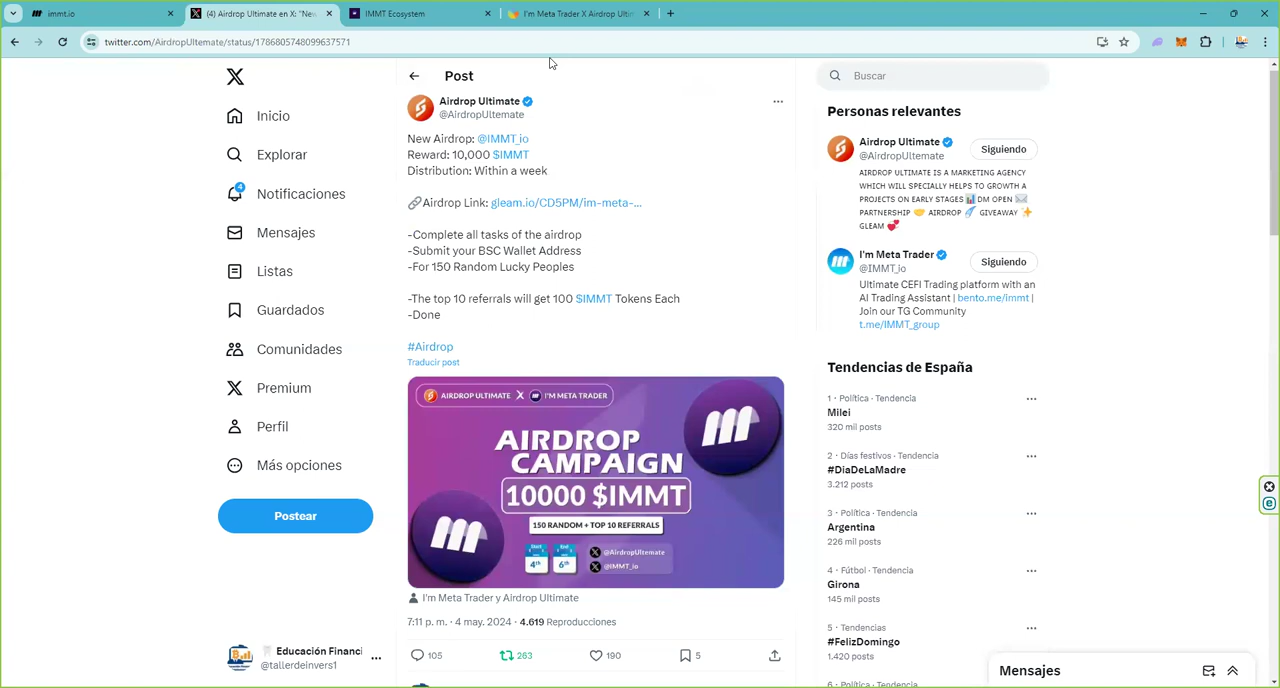 immt.io
(4) Airdrop Ultimate en X: "New
IMMT Ecosystem
I'm Meta Trader X Airdrop Ultim
twitter.com/AirdropUltemate/status/1786805748099637571
Inicio
Explorar
4
Notificaciones
Mensajes
Listas
Guardados
Comunidades
Premium
Perfil
Más opciones
Postear
Educación Financi
@tallerdeinvers1
Post
Airdrop Ultimate
@AirdropUltemate
New Airdrop: @IMMT_io
Reward: 10,000 $IMMT
Distribution: Within a week
Airdrop Link: gleam.io/CD5PM/im-meta-…
-Complete all tasks of the airdrop
-Submit your BSC Wallet Address
-For 150 Random Lucky Peoples
-The top 10 referrals will get 100 $IMMT Tokens Each
-Done
#Airdrop
Traducir post
AIRDROP ULTIMATE X I'M META TRADER
AIRDROP
CAMPAIGN
10000 $IMMT
150 RANDOM + TOP 10 REFERRALS
4th
6th
@AirdropUltemate
@IMMT_io
I'm Meta Trader y Airdrop Ultimate
7:11 p. m. · 4 may. 2024 · 4.619 Reproducciones
105
263
190
5
Buscar
Personas relevantes
Airdrop Ultimate
@AirdropUltemate
Siguiendo
AIRDROP ULTIMATE IS A MARKETING AGENCY
WHICH WILL SPECIALLY HELPS TO GROWTH A
PROJECTS ON EARLY STAGES DM OPEN
PARTNERSHIP AIRDROP GIVEAWAY
GLEAM
I'm Meta Trader
@IMMT_io
Siguiendo
Ultimate CEFI Trading platform with an
AI Trading Assistant | bento.me/immt |
Join our TG Community
t.me/IMMT_group
Tendencias de España
1 · Política · Tendencia
Milei
320 mil posts
2 · Días festivos · Tendencia
#DiaDeLaMadre
3.212 posts
3 · Política · Tendencia
Argentina
226 mil posts
4 · Fútbol · Tendencia
Girona
145 mil posts
5 · Tendencias
#FelizDomingo
1.420 posts
6 · Política · Tendencia
Mensajes